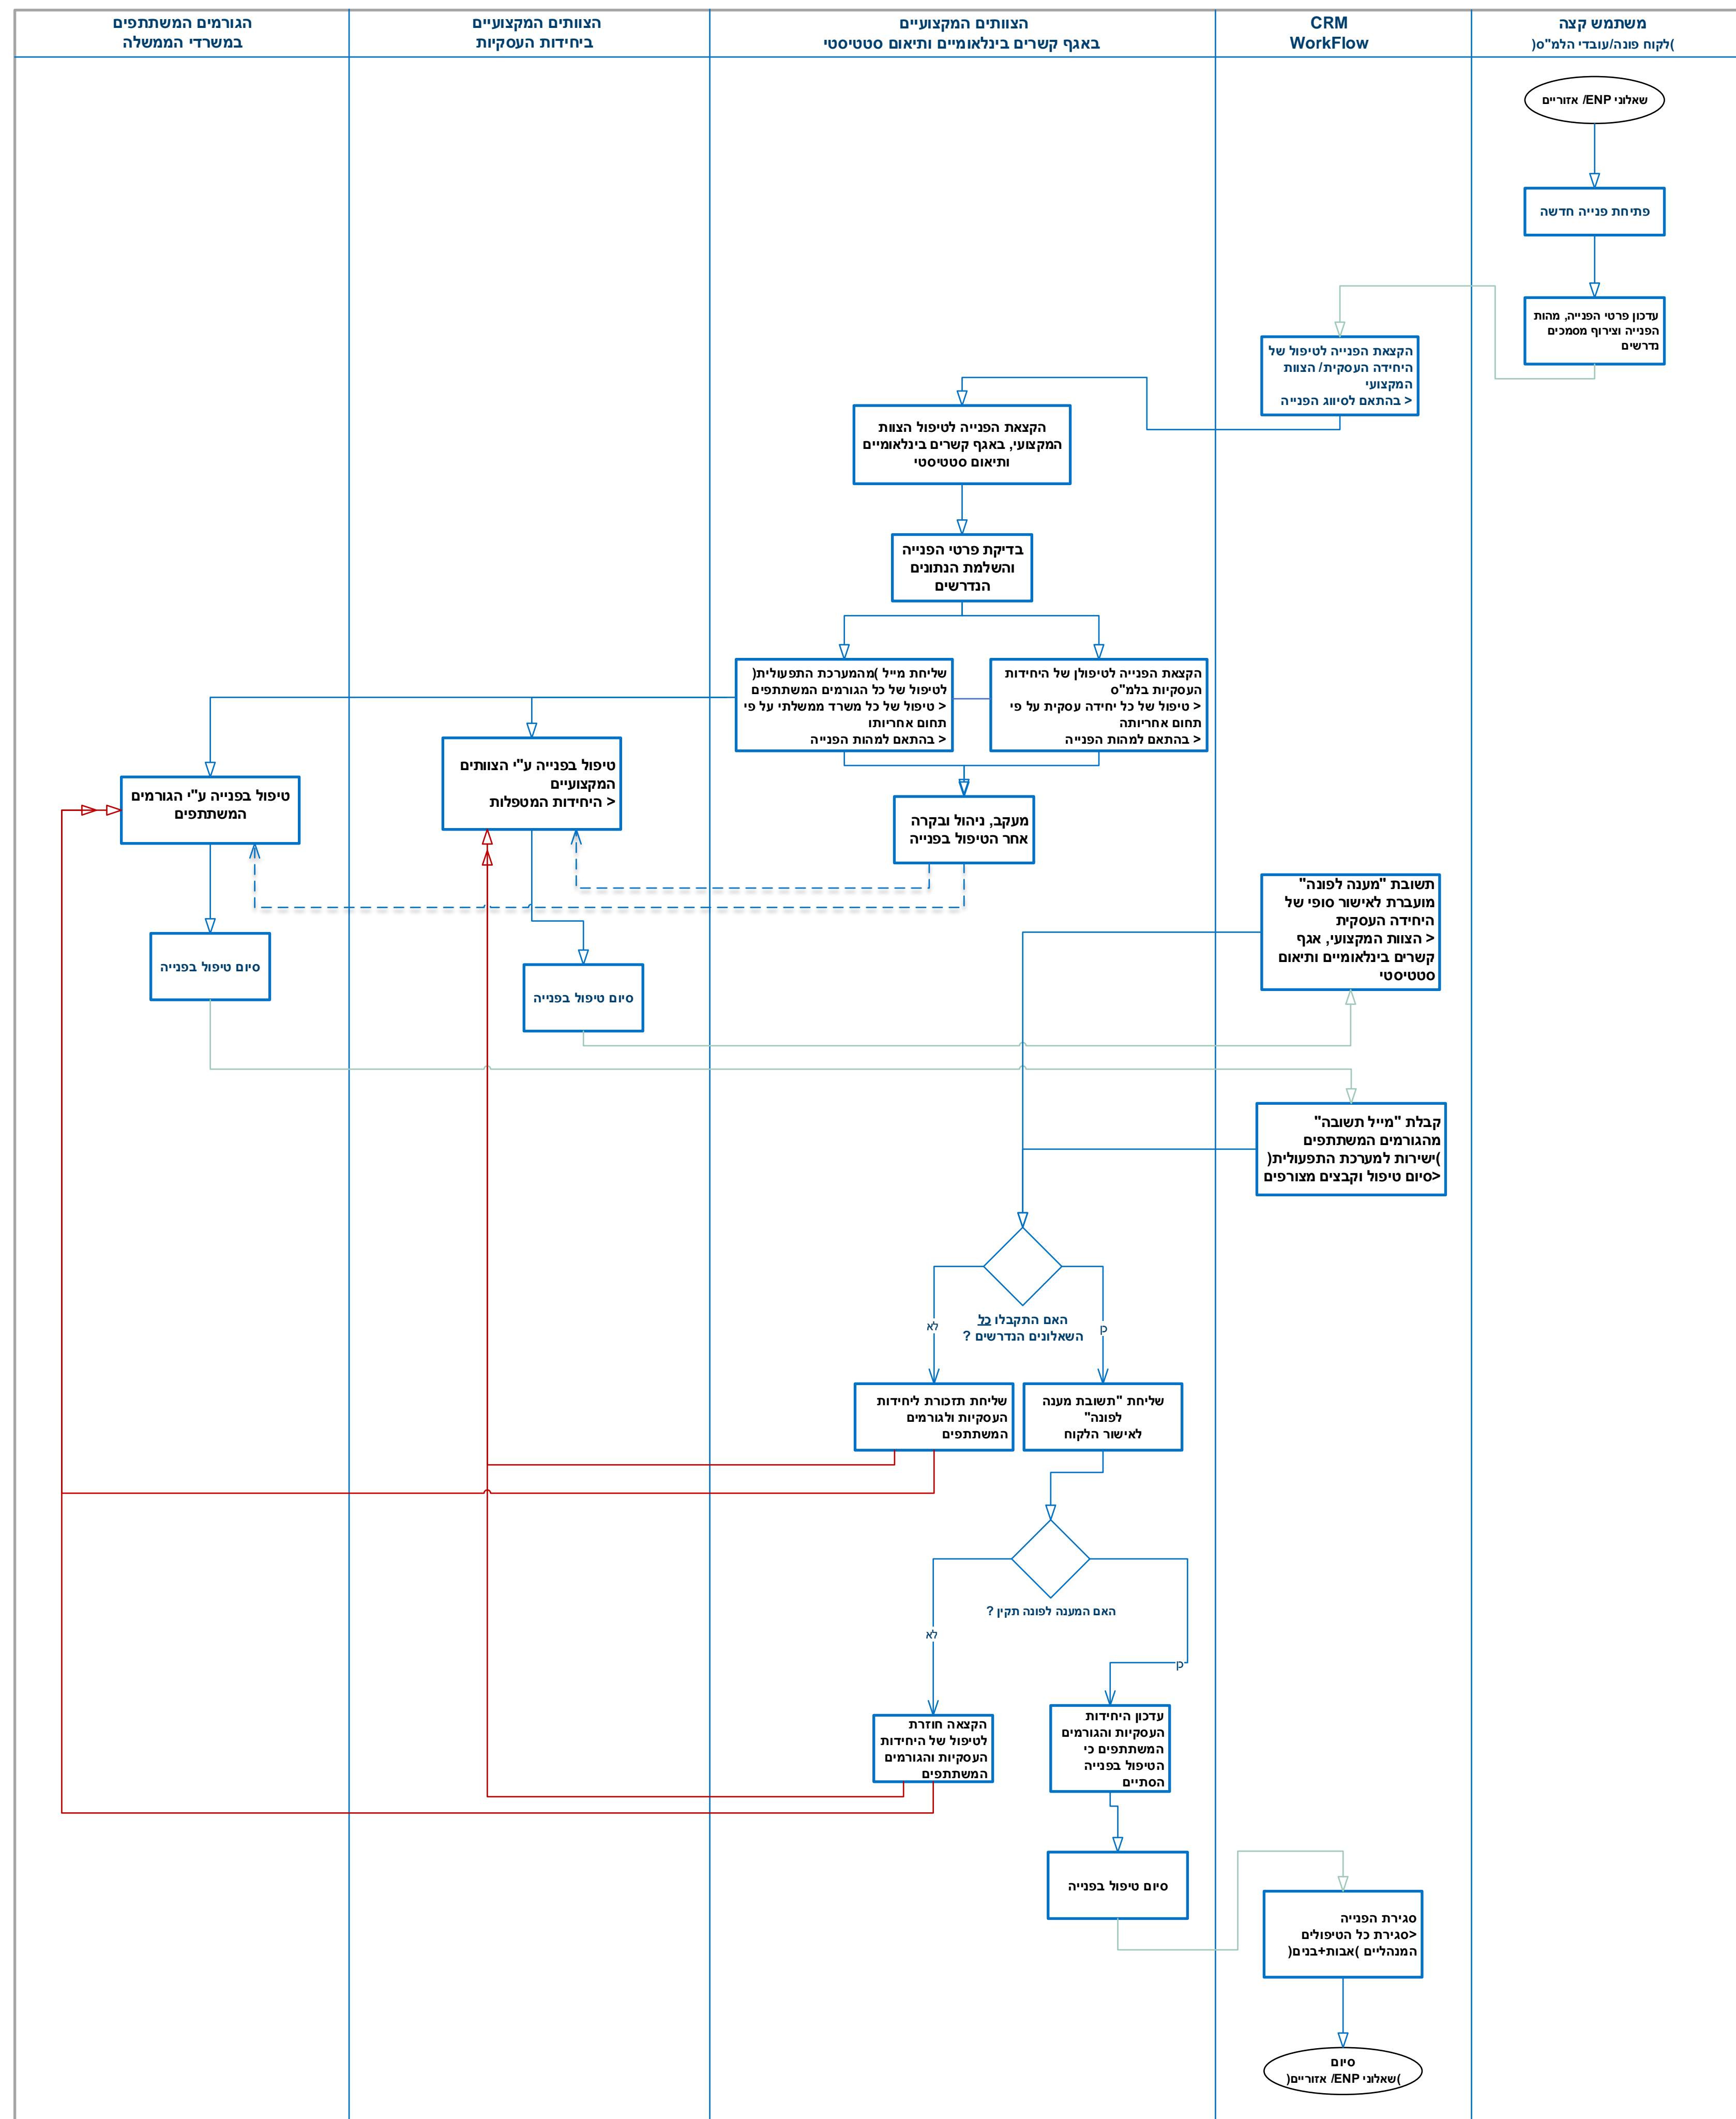 משתמש קצה
)לקוח פונה/עובדי הלמ"ס(
CRM
WorkFlow
הצוותים המקצועיים
באגף קשרים בינלאומיים ותיאום סטטיסטי
הצוותים המקצועיים
ביחידות העסקיות
הגורמים המשתתפים
במשרדי הממשלה
שאלוני ENP/ אזוריים
פתיחת פנייה חדשה
עדכון פרטי הפנייה, מהות
הפנייה וצירוף מסמכים
נדרשים
הקצאת הפנייה לטיפול של
היחידה העסקית/ הצוות
המקצועי
< בהתאם לסיווג הפנייה
הקצאת הפנייה לטיפול הצוות
המקצועי, באגף קשרים בינלאומיים
ותיאום סטטיסטי
בדיקת פרטי הפנייה
והשלמת הנתונים
הנדרשים
הקצאת הפנייה לטיפולן של היחידות
העסקיות בלמ"ס
< טיפול של כל יחידה עסקית על פי
תחום אחריותה
< בהתאם למהות הפנייה
שליחת מייל )מהמערכת התפעולית(
לטיפול של כל הגורמים המשתתפים
< טיפול של כל משרד ממשלתי על פי
תחום אחריותו
< בהתאם למהות הפנייה
טיפול בפנייה ע"י הצוותים
המקצועיים
< היחידות המטפלות
טיפול בפנייה ע"י הגורמים
המשתתפים
מעקב, ניהול ובקרה
אחר הטיפול בפנייה
תשובת "מענה לפונה"
מועברת לאישור סופי של
היחידה העסקית
< הצוות המקצועי, אגף
קשרים בינלאומיים ותיאום
סטטיסטי
סיום טיפול בפנייה
סיום טיפול בפנייה
קבלת "מייל תשובה"
מהגורמים המשתתפים
)ישירות למערכת התפעולית(
<סיום טיפול וקבצים מצורפים
האם התקבלו כל
השאלונים הנדרשים ?
כן
לא
שליחת "תשובת מענה
לפונה"
לאישור הלקוח
שליחת תזכורת ליחידות
העסקיות ולגורמים
המשתתפים
האם המענה לפונה תקין ?
לא
כן
עדכון היחידות
העסקיות והגורמים
המשתתפים כי
הטיפול בפנייה
הסתיים
הקצאה חוזרת
לטיפול של היחידות
העסקיות והגורמים
המשתתפים
סיום טיפול בפנייה
סגירת הפנייה
<סגירת כל הטיפולים
המנהליים )אבות+בנים(
סיום
)שאלוני ENP/ אזוריים(